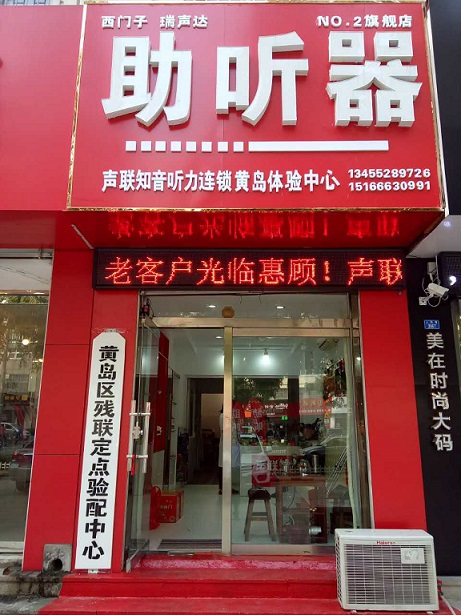 西门子 瑞声达
NO.2旗舰店
助听器
声联知音听力连锁黄岛体验中心
13455289726
15166630991
老客户光临惠顾！声联
黄岛区残联定点验配中心
美在时尚大码
Haier